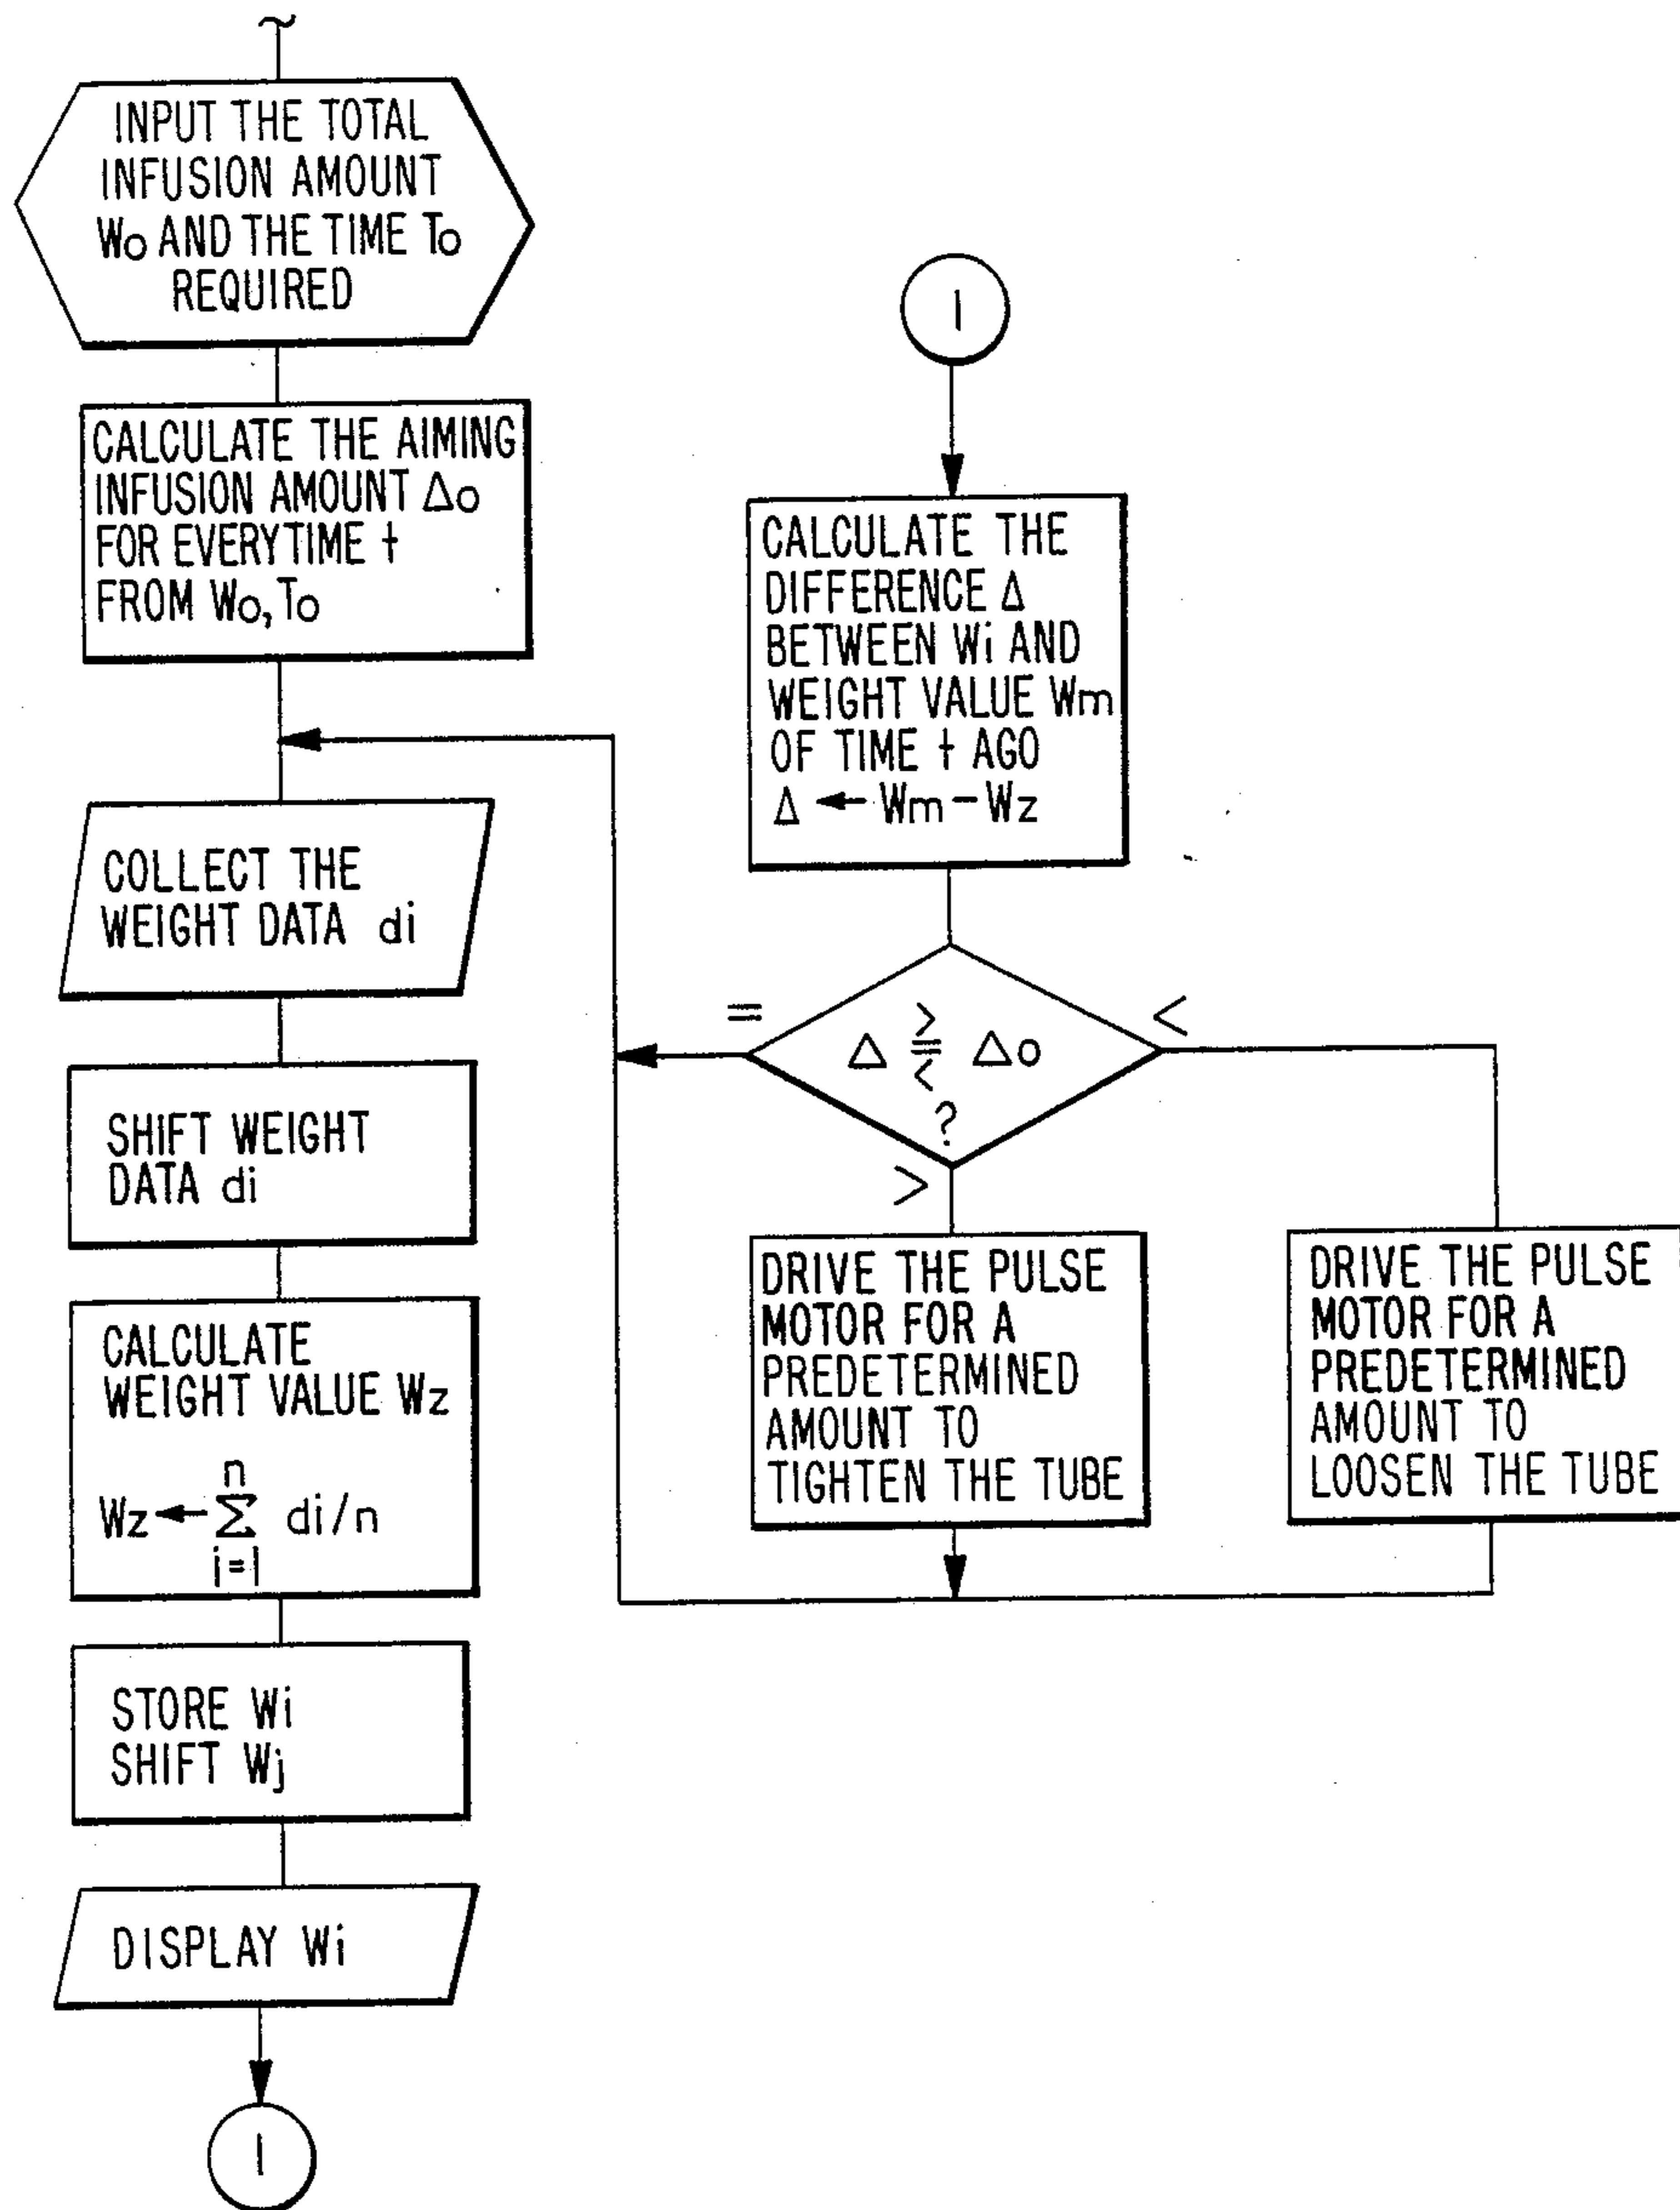 INPUT THE TOTAL
INFUSION AMOUNT
Wo AND THE TIME To
REQUIRED
CALCULATE THE AIMING
INFUSION AMOUNT Δo
FOR EVERYTIME t
FROM Wo, To
COLLECT THE
WEIGHT DATA di
SHIFT WEIGHT
DATA di
CALCULATE
WEIGHT VALUE Wz
n
Wz ← Σ di/n
i=1
STORE Wi
SHIFT Wj
DISPLAY Wi
1
1
CALCULATE THE
DIFFERENCE Δ
BETWEEN Wi AND
WEIGHT VALUE Wm
OF TIME t AGO
Δ ← Wm - Wz
= <
>
Δ = Δo
<
?
>
DRIVE THE PULSE
MOTOR FOR A
PREDETERMINED
AMOUNT TO
TIGHTEN THE TUBE
DRIVE THE PULSE
MOTOR FOR A
PREDETERMINED
AMOUNT TO
LOOSEN THE TUBE